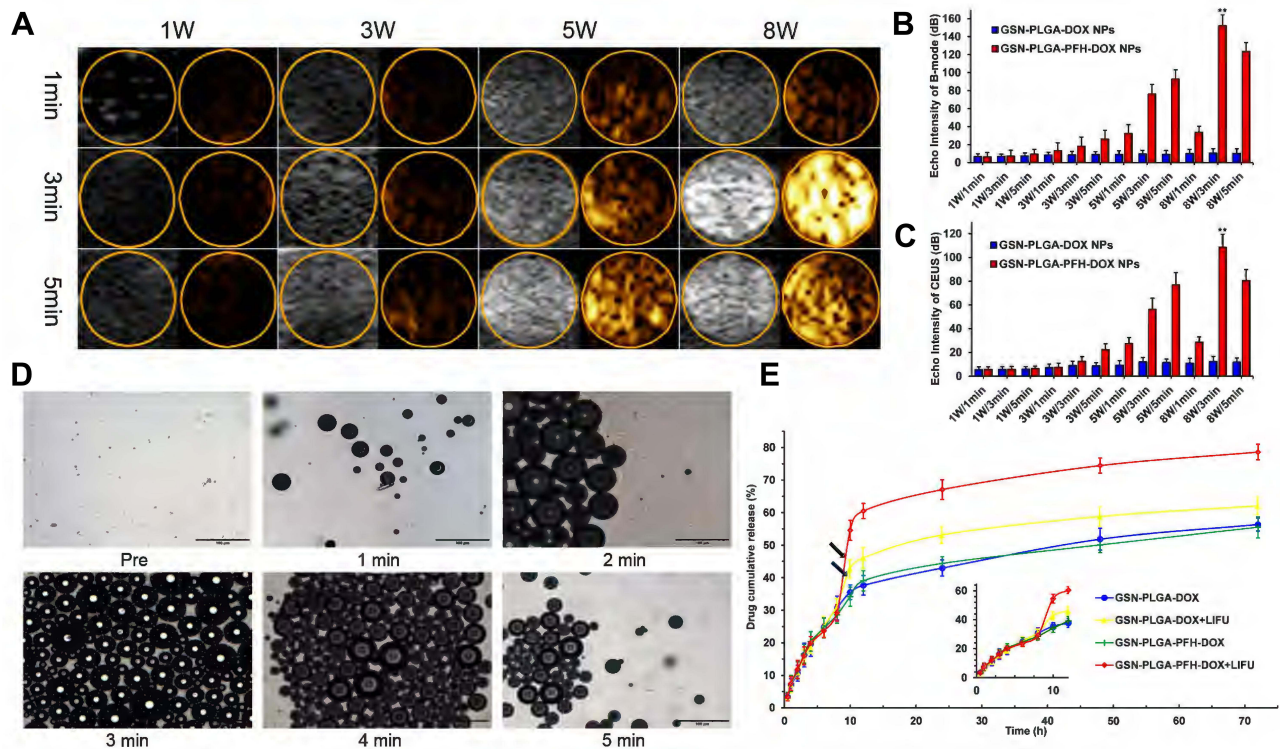 A
1W 3W 5W 8W
1min
3min
5min
B
Echo Intensity of B-mode (dB)
160
140
120
100
80
60
40
20
0
GSN-PLGA-DOX NPs
GSN-PLGA-PFH-DOX NPs
**
1W/1min 1W/3min 1W/5min 3W/1min 3W/3min 3W/5min 5W/1min 5W/3min 5W/5min 8W/1min 8W/3min 8W/5min
C
Echo Intensity of CEUS (dB)
120
100
80
60
40
20
0
GSN-PLGA-DOX NPs
GSN-PLGA-PFH-DOX NPs
**
1W/1min 1W/3min 1W/5min 3W/1min 3W/3min 3W/5min 5W/1min 5W/3min 5W/5min 8W/1min 8W/3min 8W/5min
D
Pre 1 min 2 min
3 min 4 min 5 min
E
Drug cumulative release (%)
80
70
60
50
40
30
20
10
0
0 10 20 30 40 50 60 70
Time (h)
60
40
20
0
0 10
GSN-PLGA-DOX
GSN-PLGA-DOX+LIFU
GSN-PLGA-PFH-DOX
GSN-PLGA-PFH-DOX+LIFU